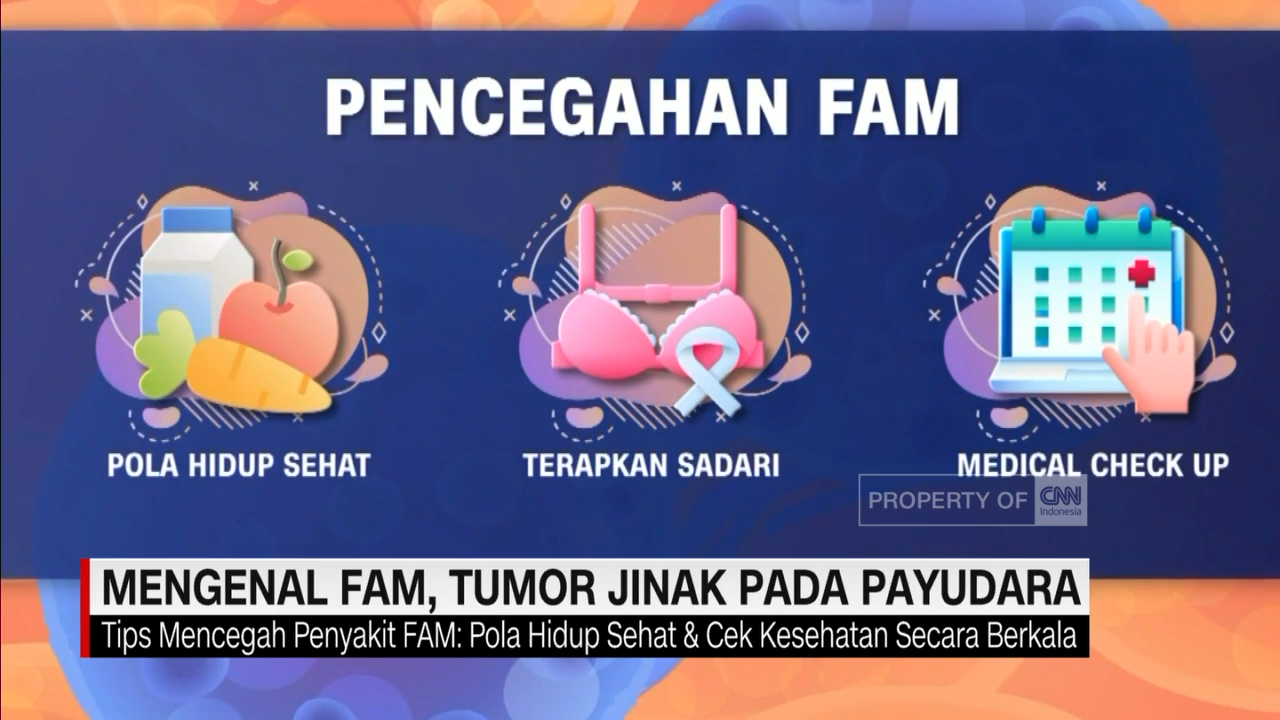 PENCEGAHAN FAM
POLA HIDUP SEHAT
TERAPKAN SADARI
MEDICAL CHECK UP
PROPERTY OF CNN Indonesia
MENGENAL FAM, TUMOR JINAK PADA PAYUDARA
Tips Mencegah Penyakit FAM: Pola Hidup Sehat & Cek Kesehatan Secara Berkala